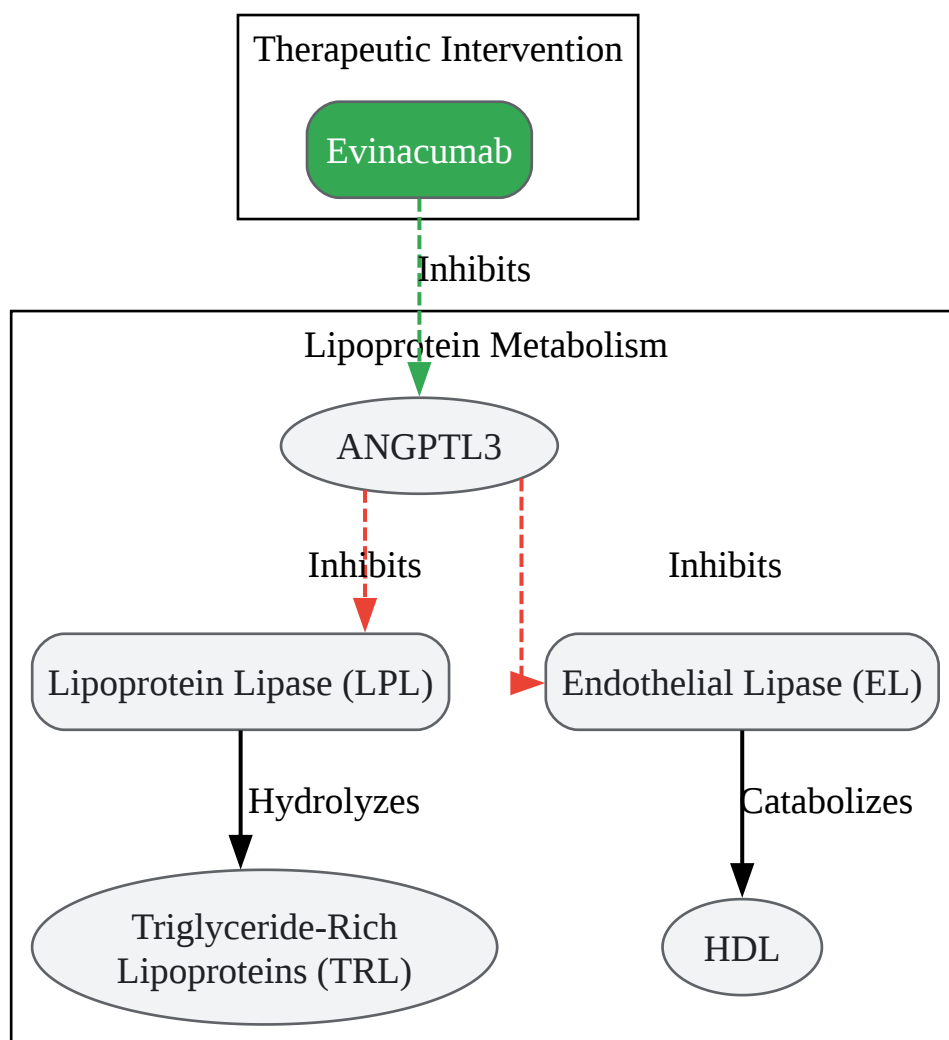 Therapeutic Intervention
Evinacumab
Inhibits
Lipoprotein Metabolism
ANGPTL3
Inhibits
Inhibits
Lipoprotein Lipase (LPL)
Endothelial Lipase (EL)
Hydrolyzes
Catabolizes
Triglyceride-Rich
Lipoproteins (TRL)
HDL